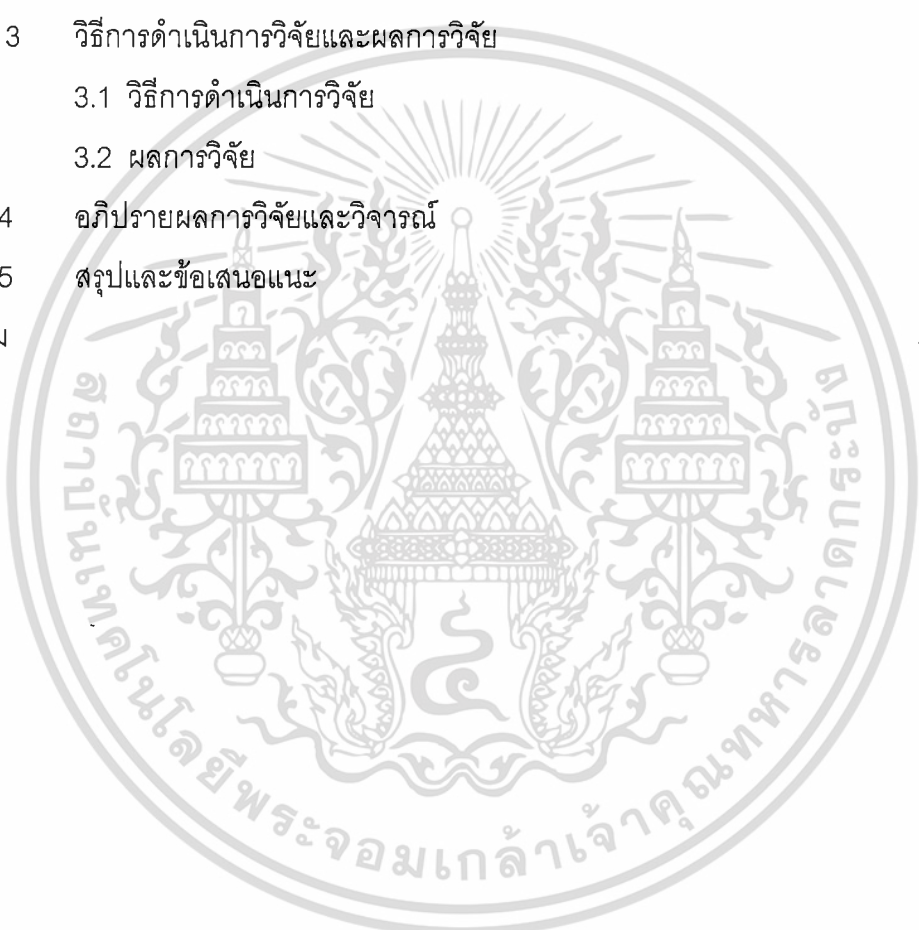 3 วิธีการดำเนินการวิจัยและผลการวิจัย
3.1 วิธีการดำเนินการวิจัย
3.2 ผลการวิจัย
4 อภิปรายผลการวิจัยและวิจารณ์
5 สรุปและข้อเสนอแนะ
ม
สถาบันเทคโนโลยีพระจอมเกล้าเจ้าคุณทหารลาดกระบัง
๔